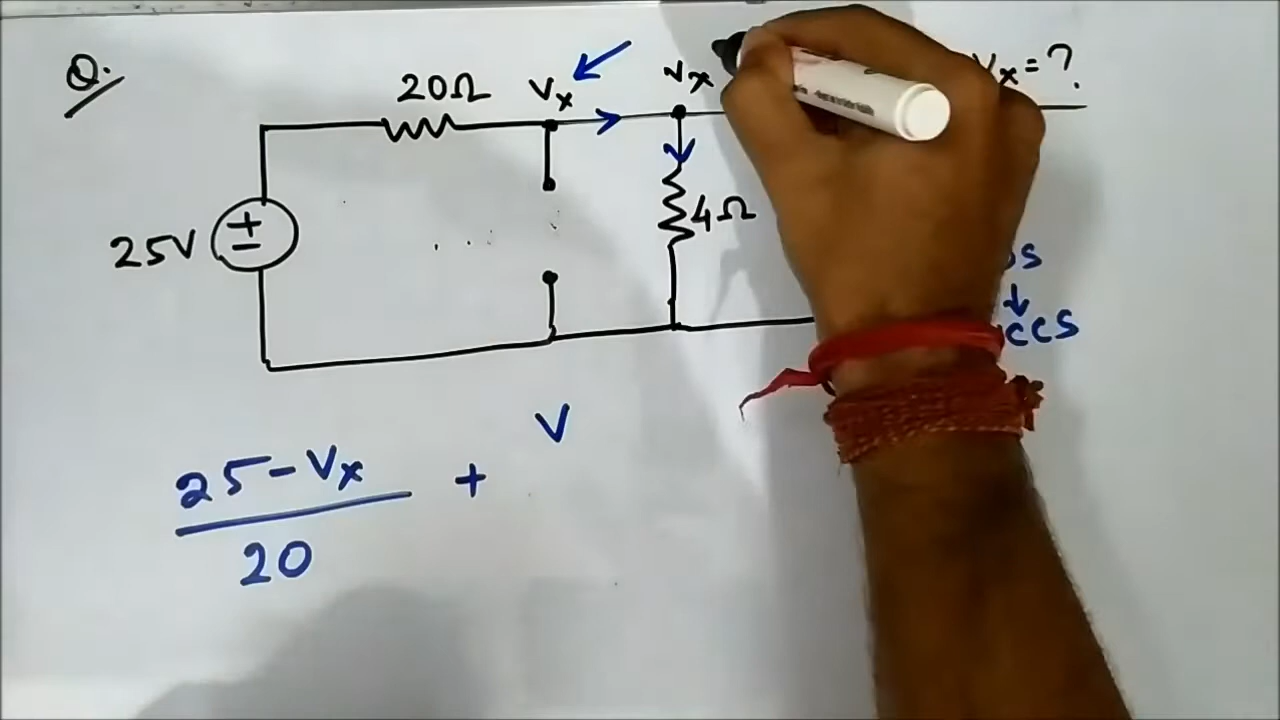 Q.
20Ω Vx Vx Vx = ?
25V + − 4Ω
CCS
25 - Vx + V
20